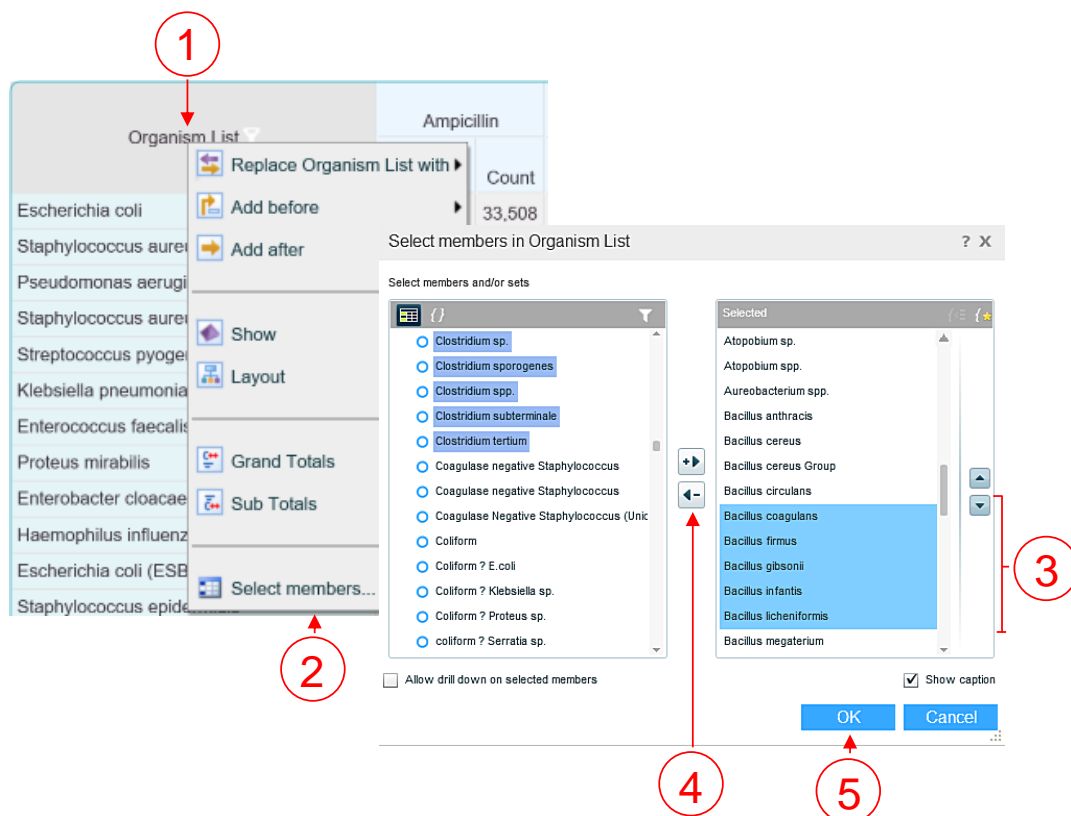 1
Ampicillin
Organism List
Replace Organism List with
Count
Escherichia coli
Add before
33,508
Staphylococcus aure
Add after
Pseudomonas aerugi
Staphylococcus aure
Show
Streptococcus pyoge
Layout
Klebsiella pneumonia
Enterococcus faecalis
Grand Totals
Proteus mirabilis
Sub Totals
Enterobacter cloacae
Haemophilus influenz
Escherichia coli (ESB
Select members...
Staphylococcus epidermidis
2
Select members in Organism List ? X
Select members and/or sets
{}
Clostridium sp.
Clostridium sporogenes
Clostridium spp.
Clostridium subterminale
Clostridium tertium
Coagulase negative Staphylococcus
Coagulase negative Staphylococcus
Coagulase Negative Staphylococcus (Unic
Coliform
Coliform ? E.coli
Coliform ? Klebsiella sp.
Coliform ? Proteus sp.
coliform ? Serratia sp.
Selected
Atopobium sp.
Atopobium spp.
Aureobacterium spp.
Bacillus anthracis
Bacillus cereus
Bacillus cereus Group
Bacillus circulans
Bacillus coagulans
Bacillus firmus
Bacillus gibsonii
Bacillus infantis
Bacillus licheniformis
Bacillus megaterium
3
Allow drill down on selected members
Show caption
OK
Cancel
4
5